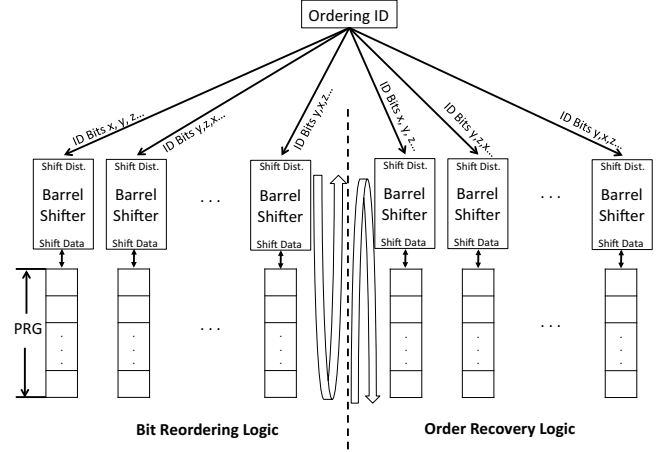 Ordering ID
ID Bits x, y, z...
ID Bits y,z,x...
ID Bits y,x,z...
ID Bits x, y, z...
ID Bits y,z,x...
ID Bits y,x,z...
Shift Dist.
Barrel
Shifter
Shift Data
Shift Dist.
Barrel
Shifter
Shift Data
. . .
Shift Dist.
Barrel
Shifter
Shift Data
Shift Dist.
Barrel
Shifter
Shift Data
Shift Dist.
Barrel
Shifter
Shift Data
. . .
Shift Dist.
Barrel
Shifter
Shift Data
PRG
. . .
. . .
Bit Reordering Logic
Order Recovery Logic